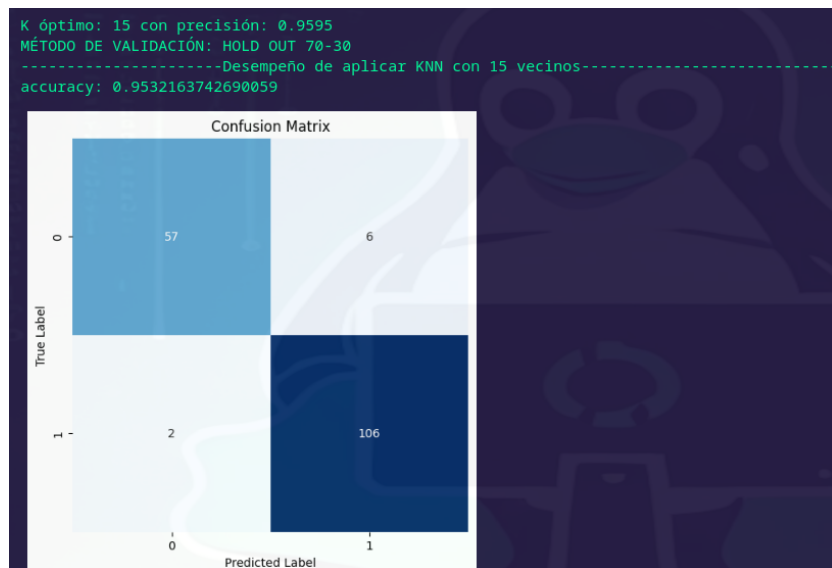 K óptimo: 15 con precisión: 0.9595
MÉTODO DE VALIDACIÓN: HOLD OUT 70-30
----------------------Desempeño de aplicar KNN con 15 vecinos----------------------------
accuracy: 0.9532163742690059
Confusion Matrix
0
57
6
True Label
1
2
106
0
1
Predicted Label